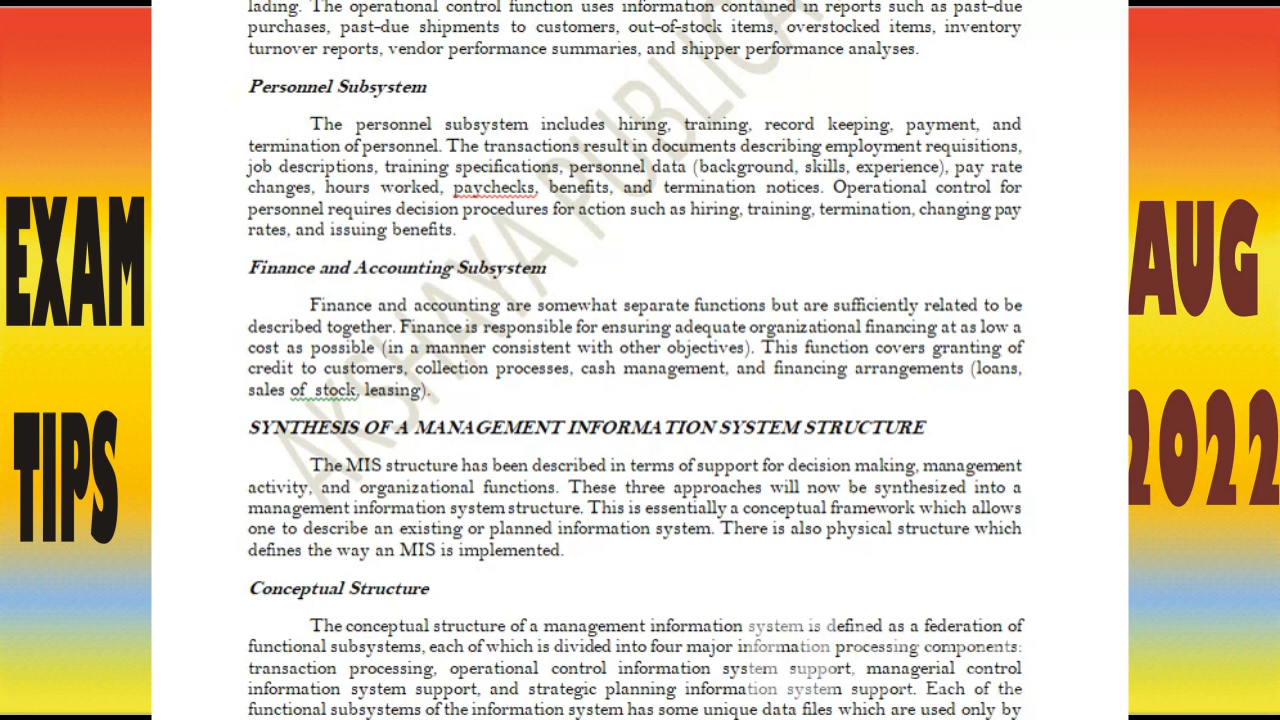 lading. The operational control function uses information contained in reports such as past-due
purchases, past-due shipments to customers, out-of-stock items, overstocked items, inventory
turnover reports, vendor performance summaries, and shipper performance analyses.
Personnel Subsystem
The personnel subsystem includes hiring, training, record keeping, payment, and
termination of personnel. The transactions result in documents describing employment requisitions,
job descriptions, training specifications, personnel data (background, skills, experience), pay rate
changes, hours worked, paychecks, benefits, and termination notices. Operational control for
personnel requires decision procedures for action such as hiring, training, termination, changing pay
rates, and issuing benefits.
Finance and Accounting Subsystem
Finance and accounting are somewhat separate functions but are sufficiently related to be
described together. Finance is responsible for ensuring adequate organizational financing at as low a
cost as possible (in a manner consistent with other objectives). This function covers granting of
credit to customers, collection processes, cash management, and financing arrangements (loans,
sales of stock, leasing).
SYNTHESIS OF A MANAGEMENT INFORMATION SYSTEM STRUCTURE
The MIS structure has been described in terms of support for decision making, management
activity, and organizational functions. These three approaches will now be synthesized into a
management information system structure. This is essentially a conceptual framework which allows
one to describe an existing or planned information system. There is also physical structure which
defines the way an MIS is implemented.
Conceptual Structure
The conceptual structure of a management information system is defined as a federation of
functional subsystems, each of which is divided into four major information processing components:
transaction processing, operational control information system support, managerial control
information system support, and strategic planning information system support. Each of the
functional subsystems of the information system has some unique data files which are used only by
EXAM
TIPS
AUG
2022
AKSHAYA PUBLICA